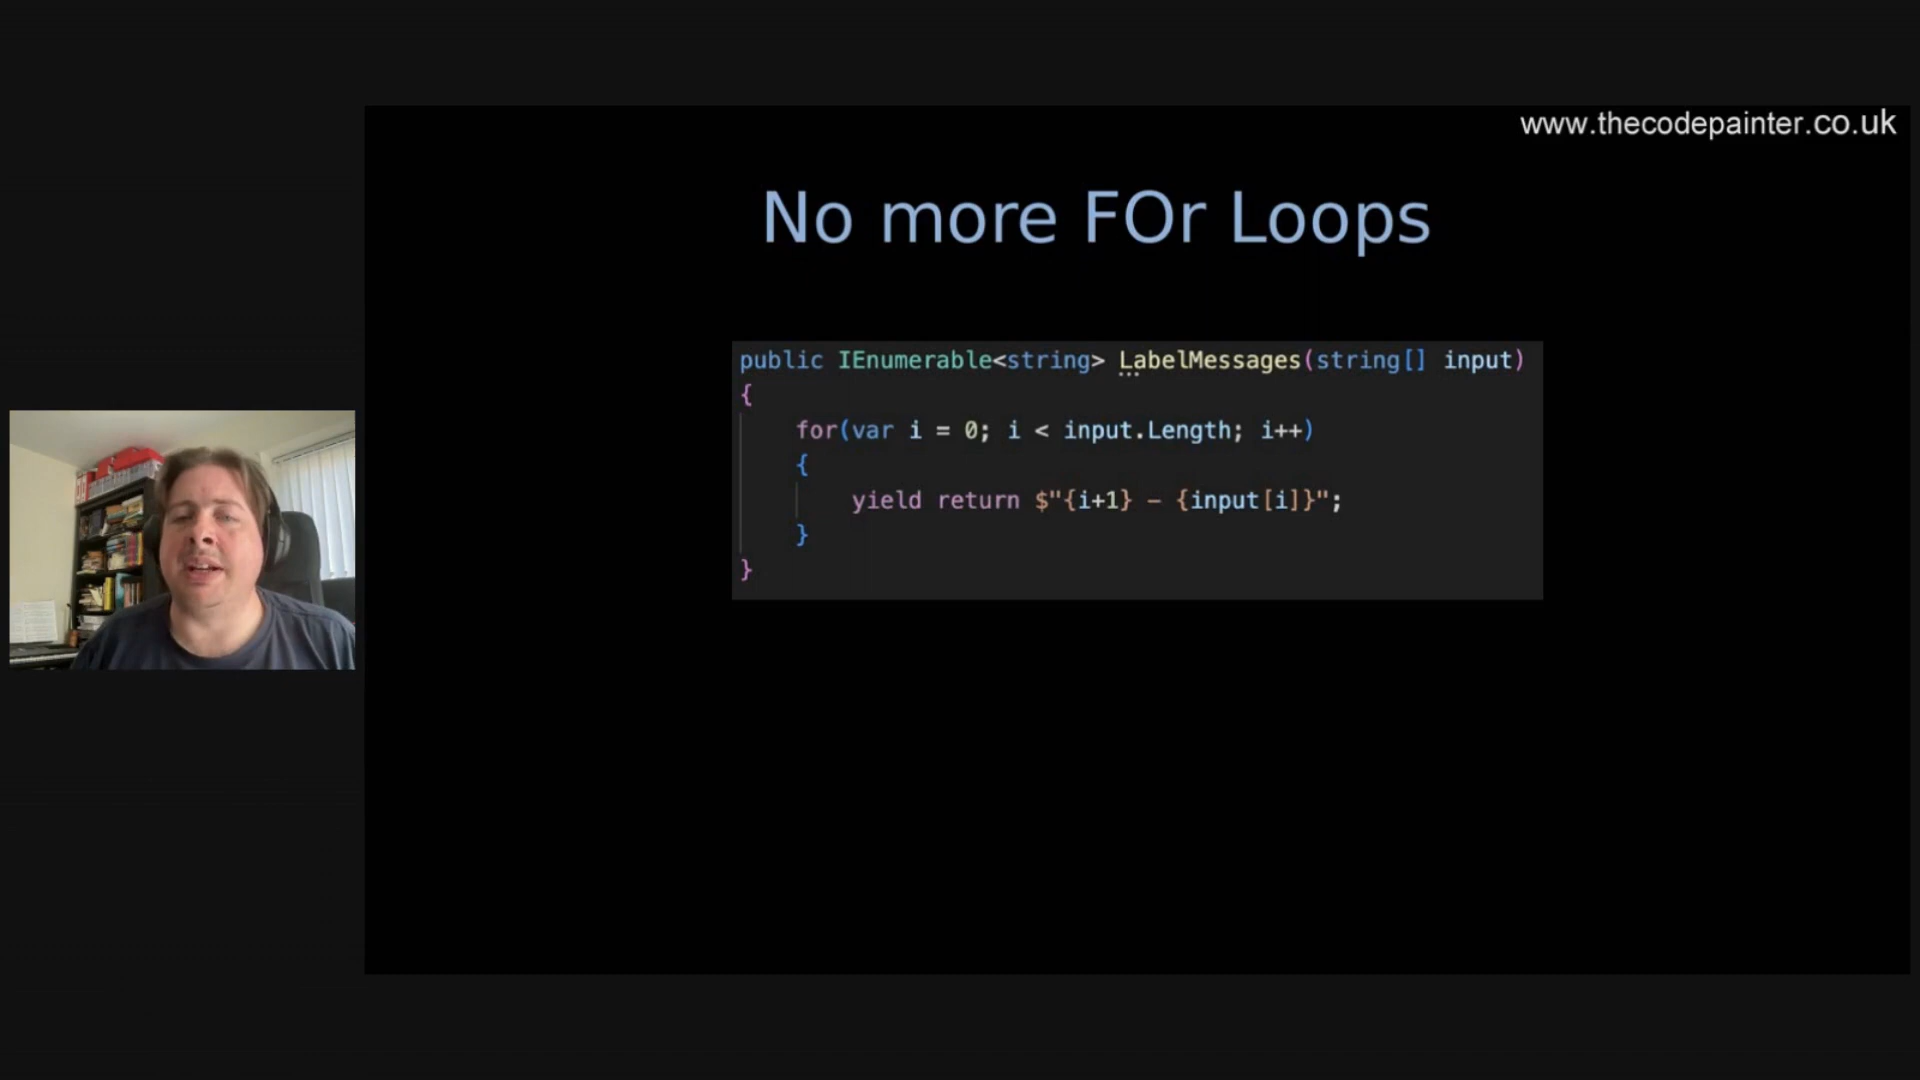 www.thecodepainter.co.uk
No more FOr Loops
public IEnumerable<string> LabelMessages(string[] input)
{
for(var i = 0; i < input.Length; i++)
{
yield return $"{i+1} - {input[i]}";
}
}